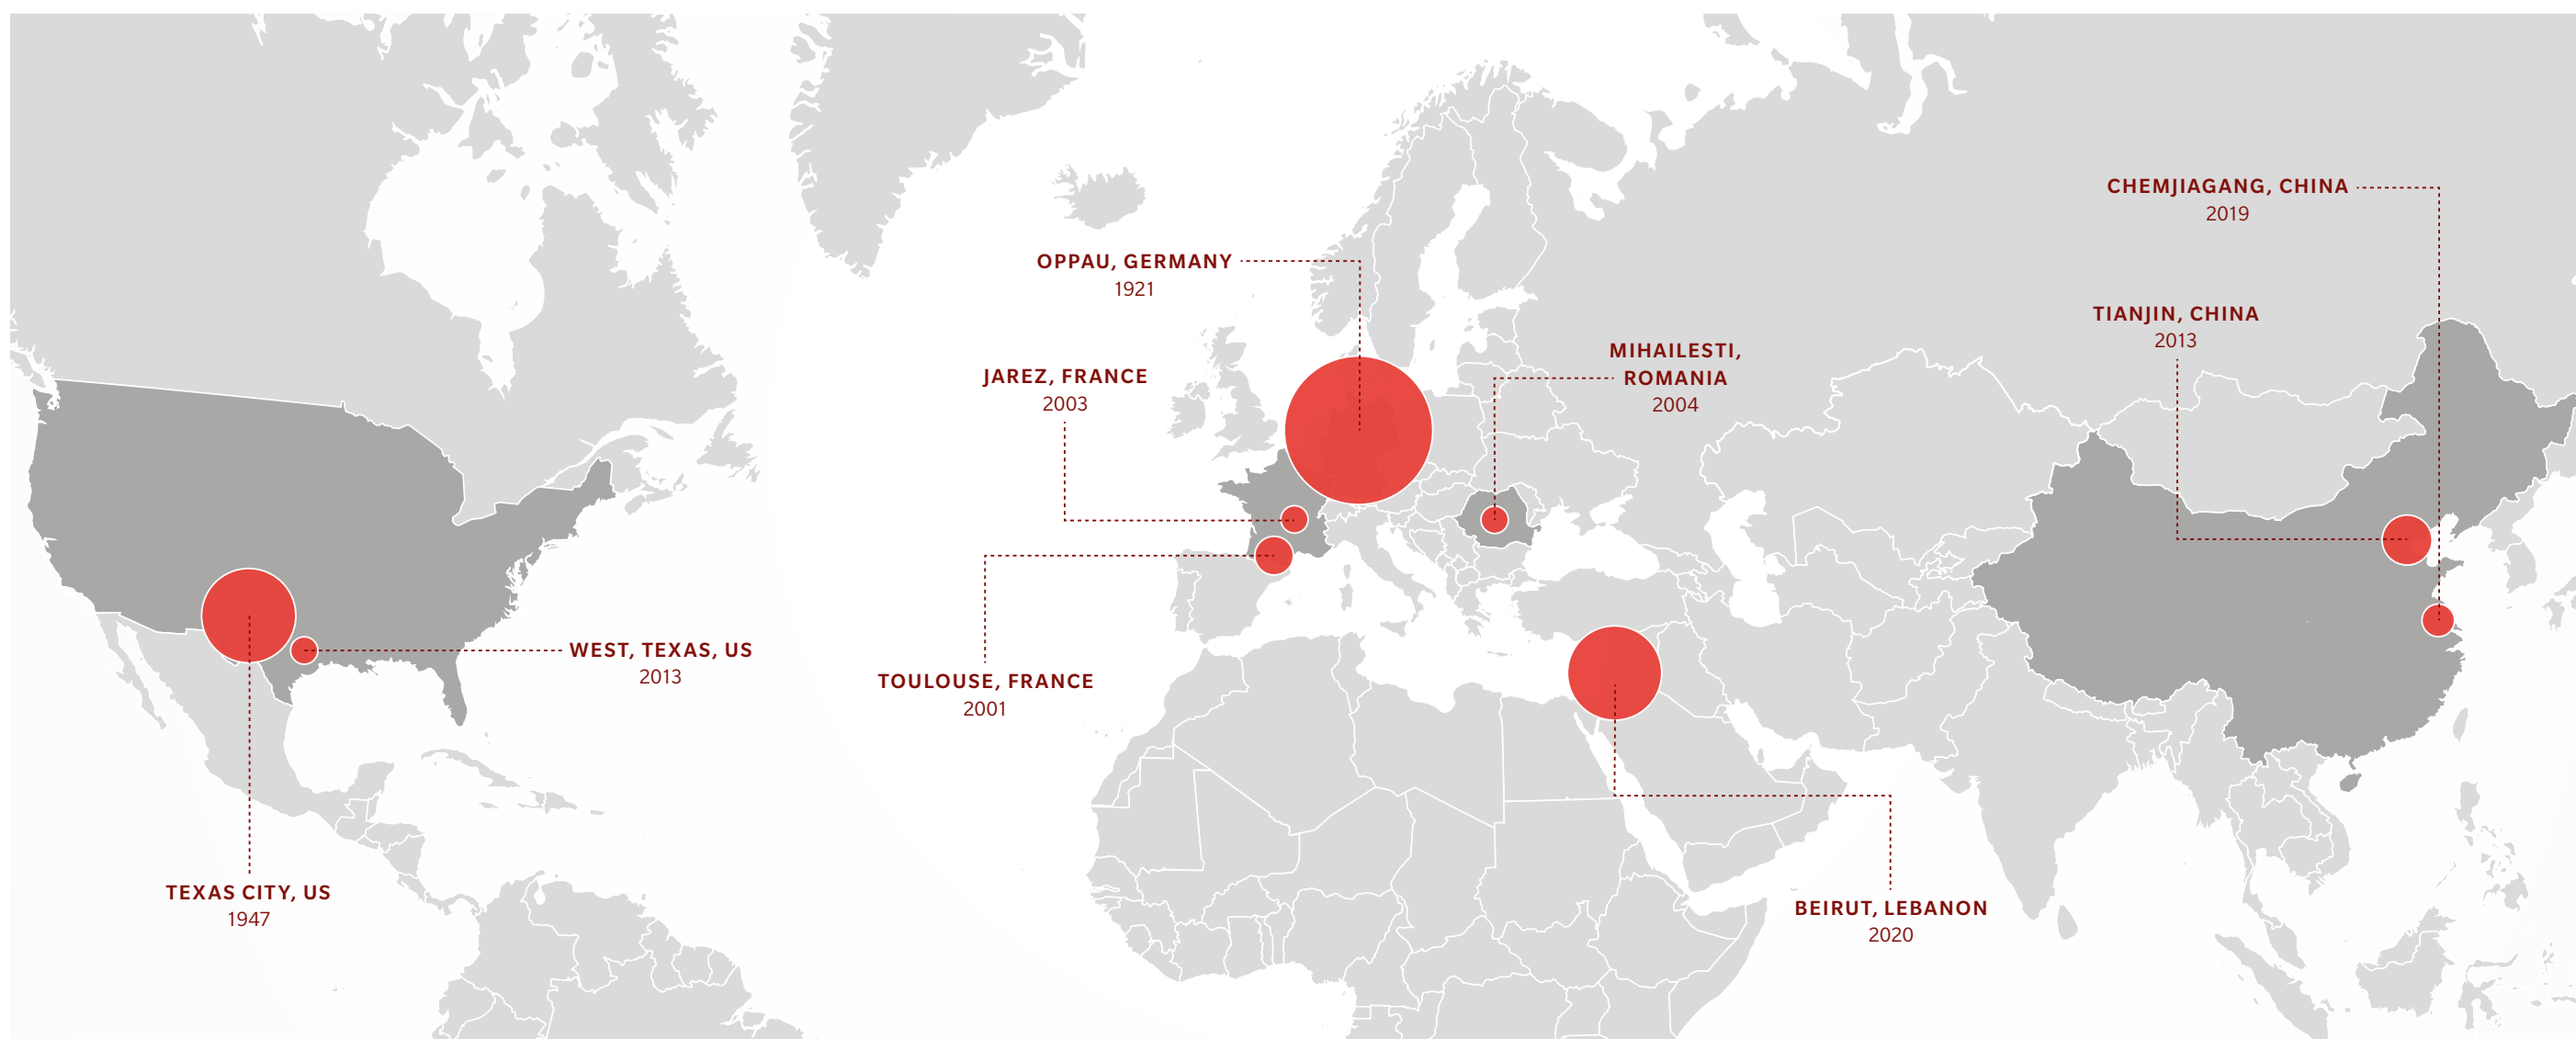 CHEMJIAGANG, CHINA
2019
OPPAU, GERMANY
1921
TIANJIN, CHINA
2013
MIHAILESTI,
ROMANIA
2004
JAREZ, FRANCE
2003
WEST, TEXAS, US
2013
TOULOUSE, FRANCE
2001
TEXAS CITY, US
1947
BEIRUT, LEBANON
2020